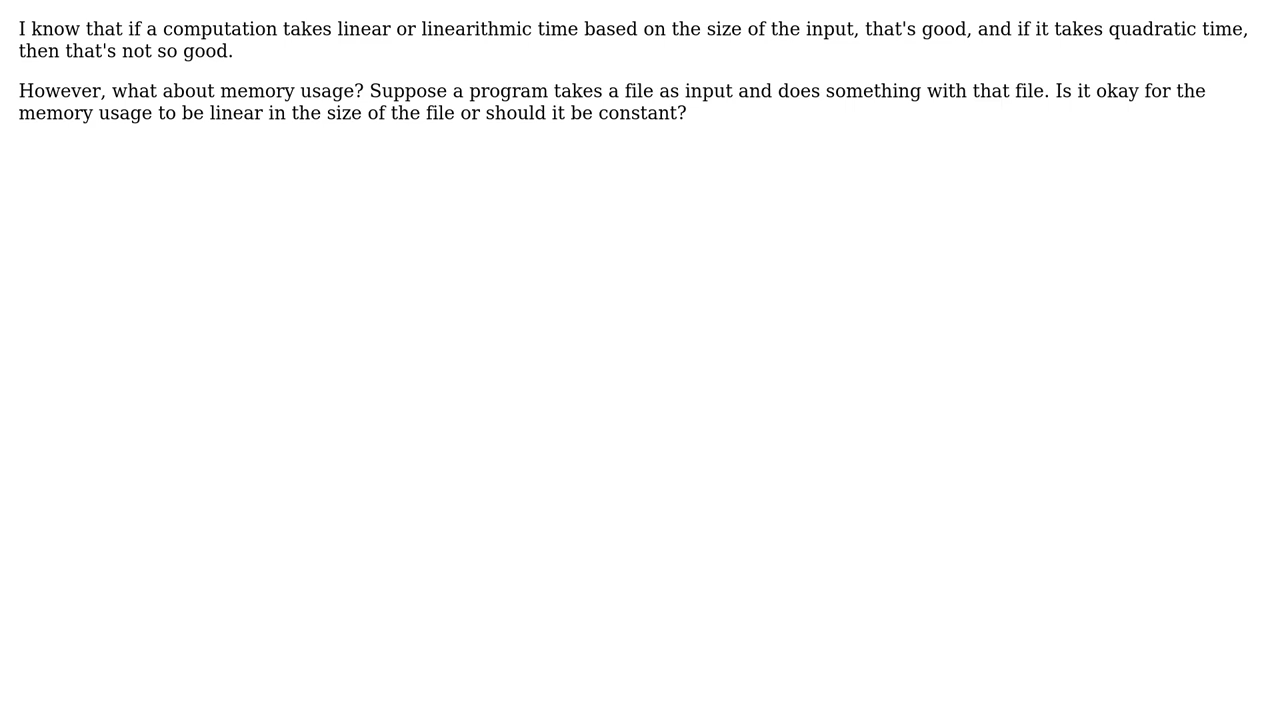 I know that if a computation takes linear or linearithmic time based on the size of the input, that's good, and if it takes quadratic time,
then that's not so good.
However, what about memory usage? Suppose a program takes a file as input and does something with that file. Is it okay for the
memory usage to be linear in the size of the file or should it be constant?